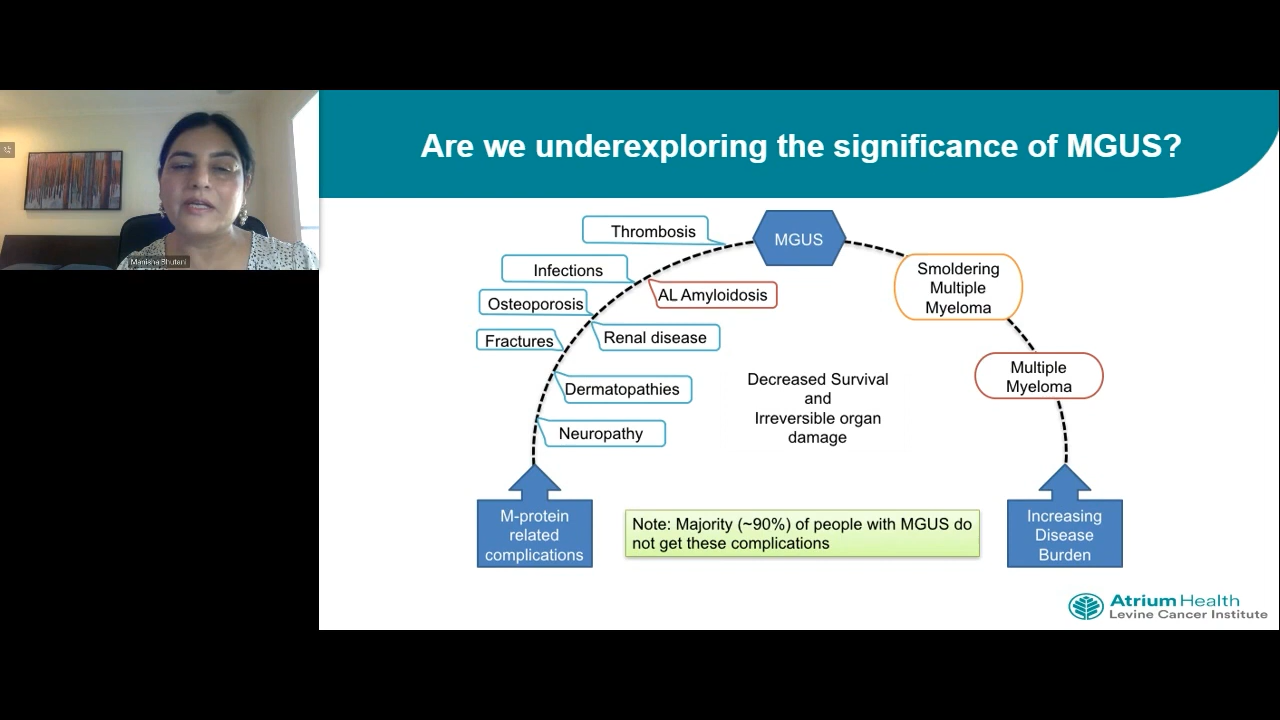 Are we underexploring the significance of MGUS?
Manisha Bhutani
Thrombosis
MGUS
Infections
AL Amyloidosis
Osteoporosis
Renal disease
Fractures
Dermatopathies
Neuropathy
Smoldering
Multiple
Myeloma
Multiple
Myeloma
Decreased Survival
and
Irreversible organ
damage
M-protein
related
complications
Note: Majority (~90%) of people with MGUS do
not get these complications
Increasing
Disease
Burden
Atrium Health
Levine Cancer Institute